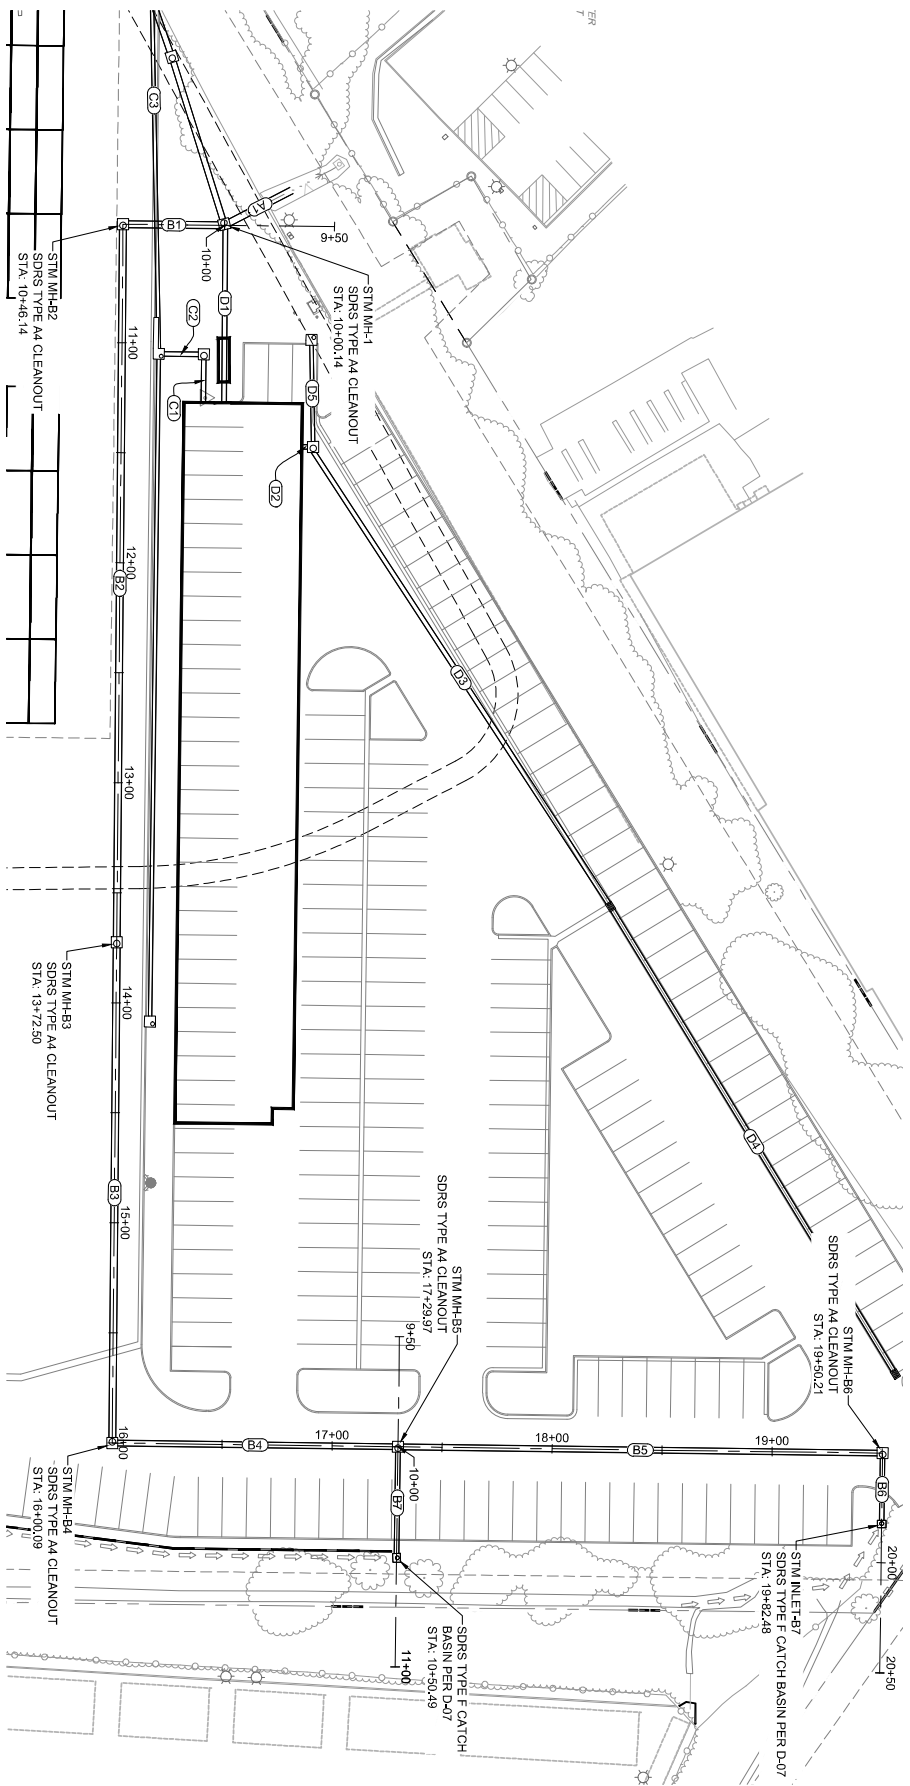 TER
T
C3
A1
B1
9+50
10+00
STM MH-1
SDRS TYPE A4 CLEANOUT
STA: 10+00.14
STM MH-B2
SDRS TYPE A4 CLEANOUT
STA: 10+46.14
D1
C2
11+00
C1
D5
D2
12+00
B2
D3
13+00
STM MH-B3
SDRS TYPE A4 CLEANOUT
STA: 13+72.50
14+00
D4
B3
15+00
STM MH-B5
SDRS TYPE A4 CLEANOUT
STA: 17+29.97
9+50
STM MH-B6
SDRS TYPE A4 CLEANOUT
STA: 19+50.21
16+00
B4
17+00
18+00
B5
19+00
10+00
B7
B6
STM MH-B4
SDRS TYPE A4 CLEANOUT
STA: 16+00.09
20+00
STM INLET-B7
SDRS TYPE F CATCH BASIN PER D-07
STA: 19+82.48
20+50
11+00
SDRS TYPE F CATCH
BASIN PER D-07
STA: 10+50.49